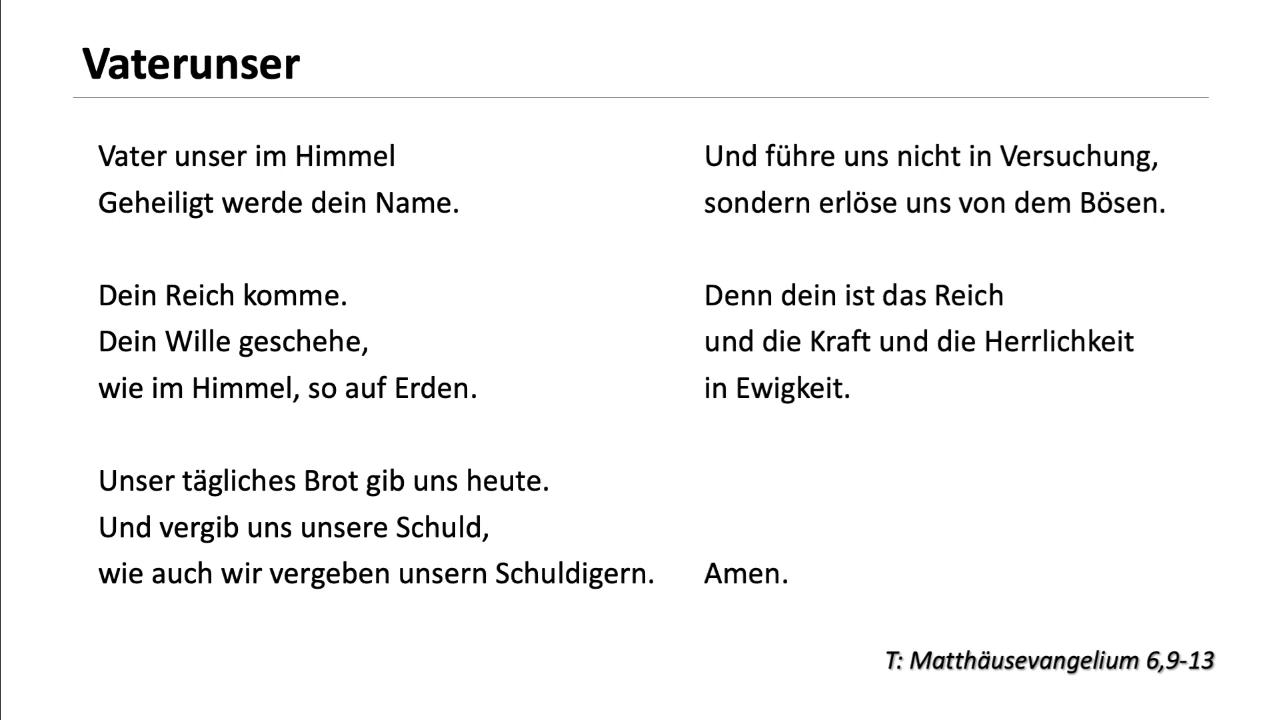 Vaterunser
Vater unser im Himmel
Geheiligt werde dein Name.
Dein Reich komme.
Dein Wille geschehe,
wie im Himmel, so auf Erden.
Unser tägliches Brot gib uns heute.
Und vergib uns unsere Schuld,
wie auch wir vergeben unsern Schuldigern.
Und führe uns nicht in Versuchung,
sondern erlöse uns von dem Bösen.
Denn dein ist das Reich
und die Kraft und die Herrlichkeit
in Ewigkeit.
Amen.
T: Matthäusevangelium 6,9-13